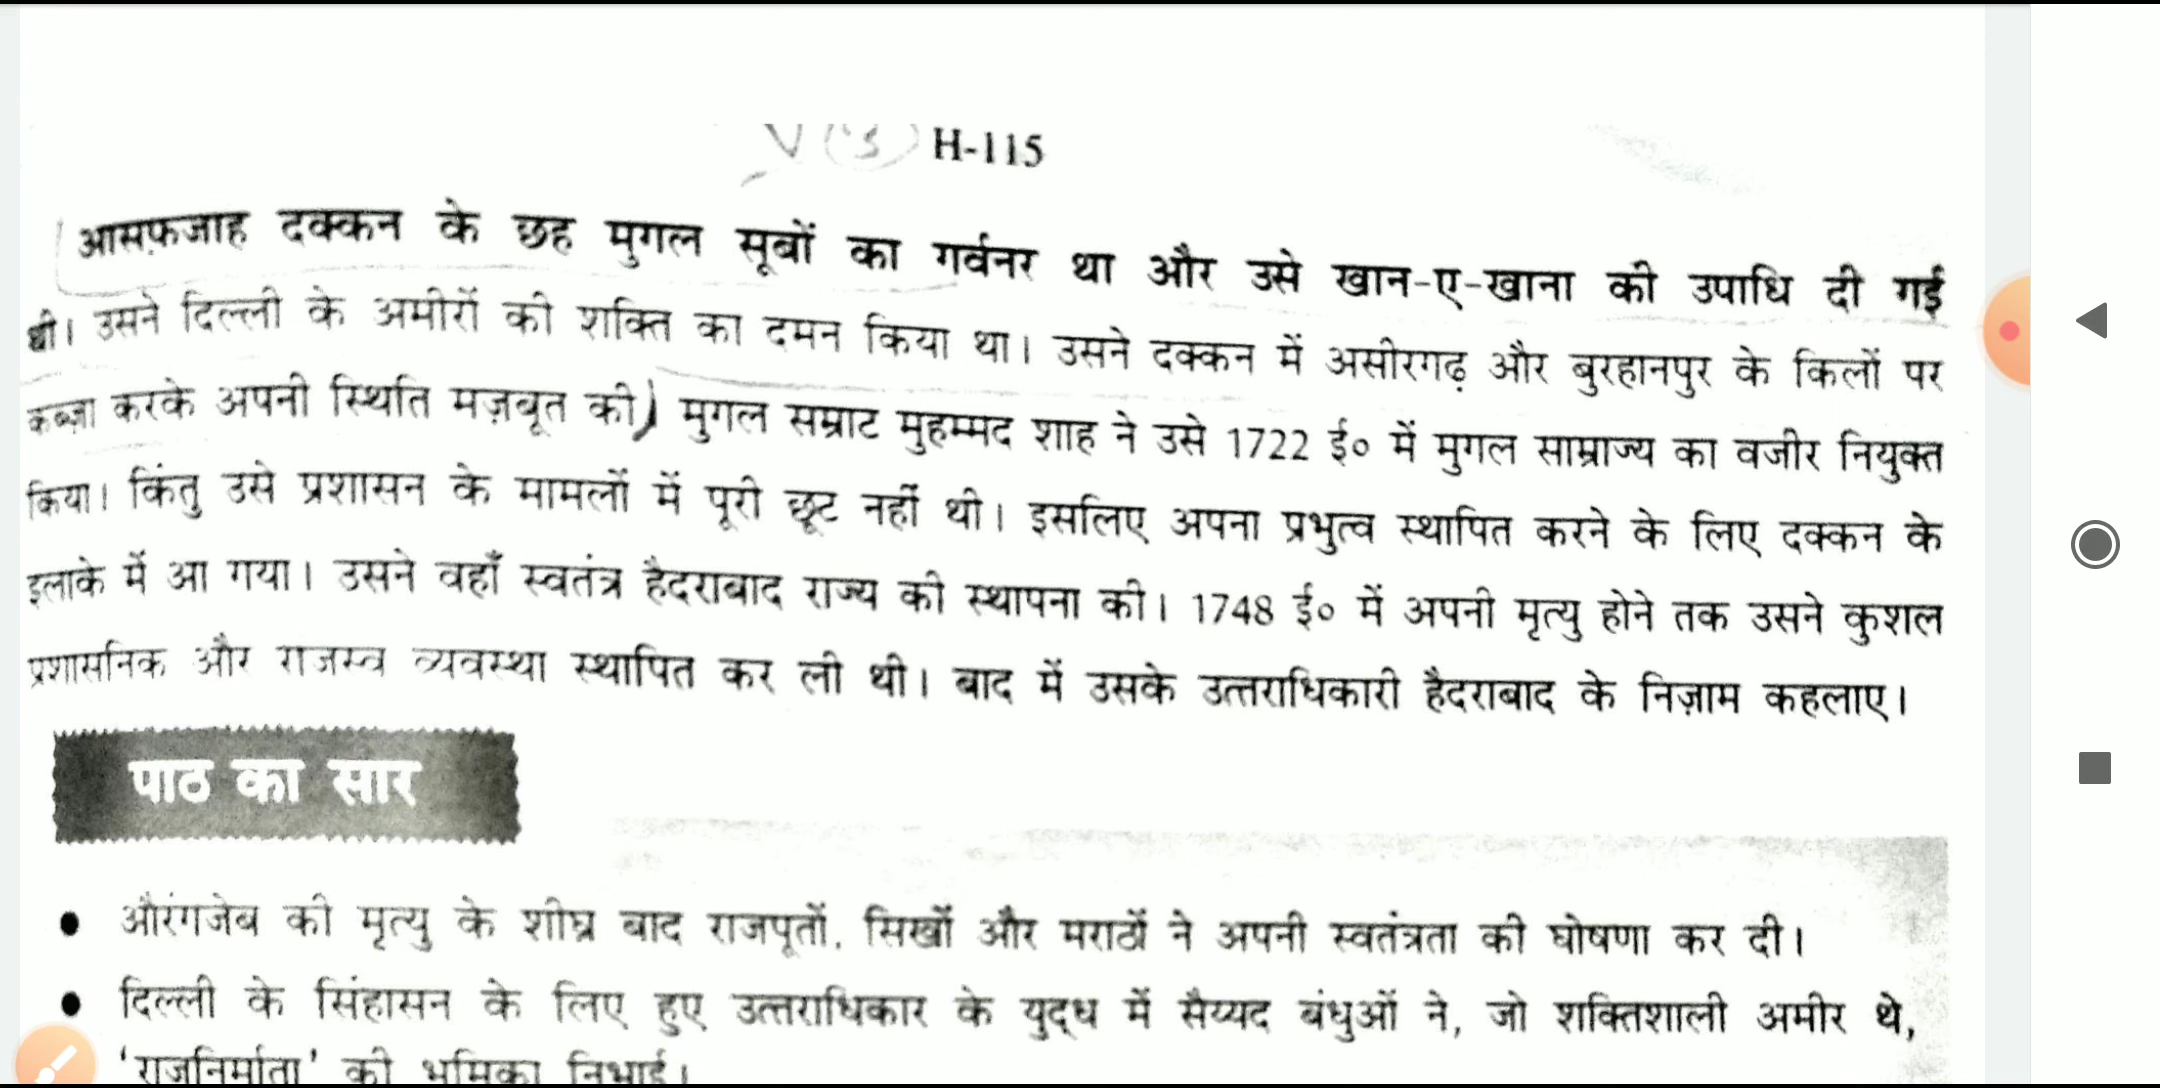 H-115
आसफ़जाह दक्कन के छह मुगल सूबों का गर्वनर था और उसे खान-ए-खाना की उपाधि दी गई
थी। उसने दिल्ली के अमीरों की शक्ति का दमन किया था। उसने दक्कन में असीरगढ़ और बुरहानपुर के किलों पर
कब्ज़ा करके अपनी स्थिति मज़बूत की) मुगल सम्राट मुहम्मद शाह ने उसे 1722 ई० में मुगल साम्राज्य का वजीर नियुक्त
किया। किंतु उसे प्रशासन के मामलों में पूरी छूट नहीं थी। इसलिए अपना प्रभुत्व स्थापित करने के लिए दक्कन के
इलाके में आ गया। उसने वहाँ स्वतंत्र हैदराबाद राज्य की स्थापना की। 1748 ई० में अपनी मृत्यु होने तक उसने कुशल
प्रशासनिक और राजस्व व्यवस्था स्थापित कर ली थी। बाद में उसके उत्तराधिकारी हैदराबाद के निज़ाम कहलाए।
पाठ का सार
• औरंगजेब की मृत्यु के शीघ्र बाद राजपूतों, सिखों और मराठों ने अपनी स्वतंत्रता की घोषणा कर दी।
• दिल्ली के सिंहासन के लिए हुए उत्तराधिकार के युद्ध में सैय्यद बंधुओं ने, जो शक्तिशाली अमीर थे,
'राजनिर्माता' की भूमिका निभाई।